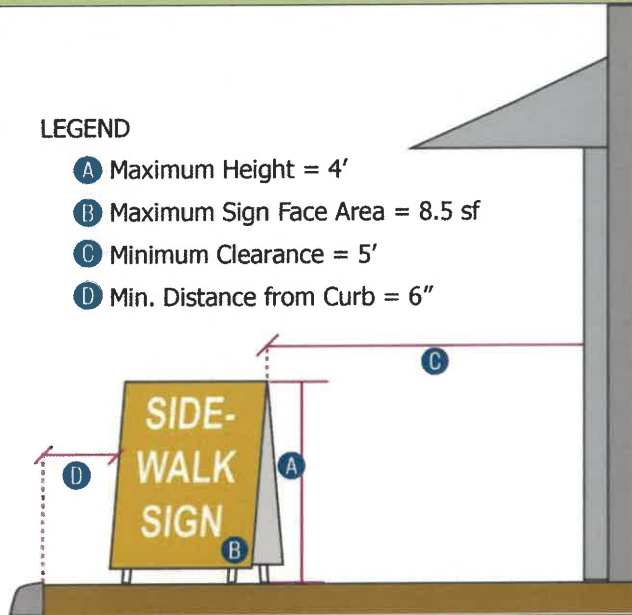 LEGEND
A Maximum Height = 4'
B Maximum Sign Face Area = 8.5 sf
C Minimum Clearance = 5'
D Min. Distance from Curb = 6"
C
SIDE-
WALK
SIGN
A
D
B